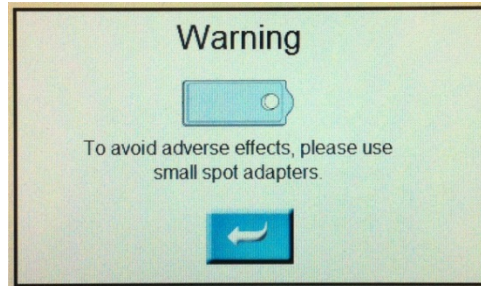 Warning
To avoid adverse effects, please use
small spot adapters.